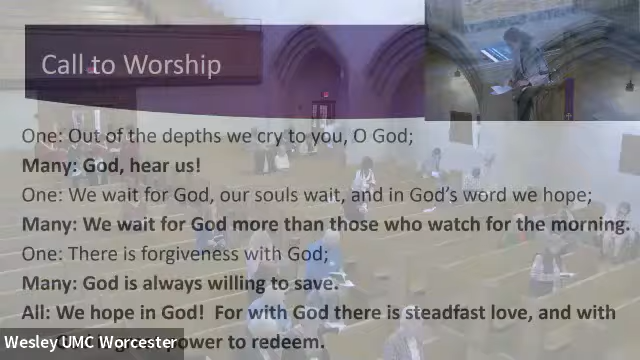 Call to Worship
One: Out of the depths we cry to you, O God;
Many: God, hear us!
One: We wait for God, our souls wait, and in God's word we hope;
Many: We wait for God more than those who watch for the morning.
One: There is forgiveness with God;
Many: God is always willing to save.
All: We hope in God!  For with God there is steadfast love, and with
power to redeem.
Wesley UMC Worcester